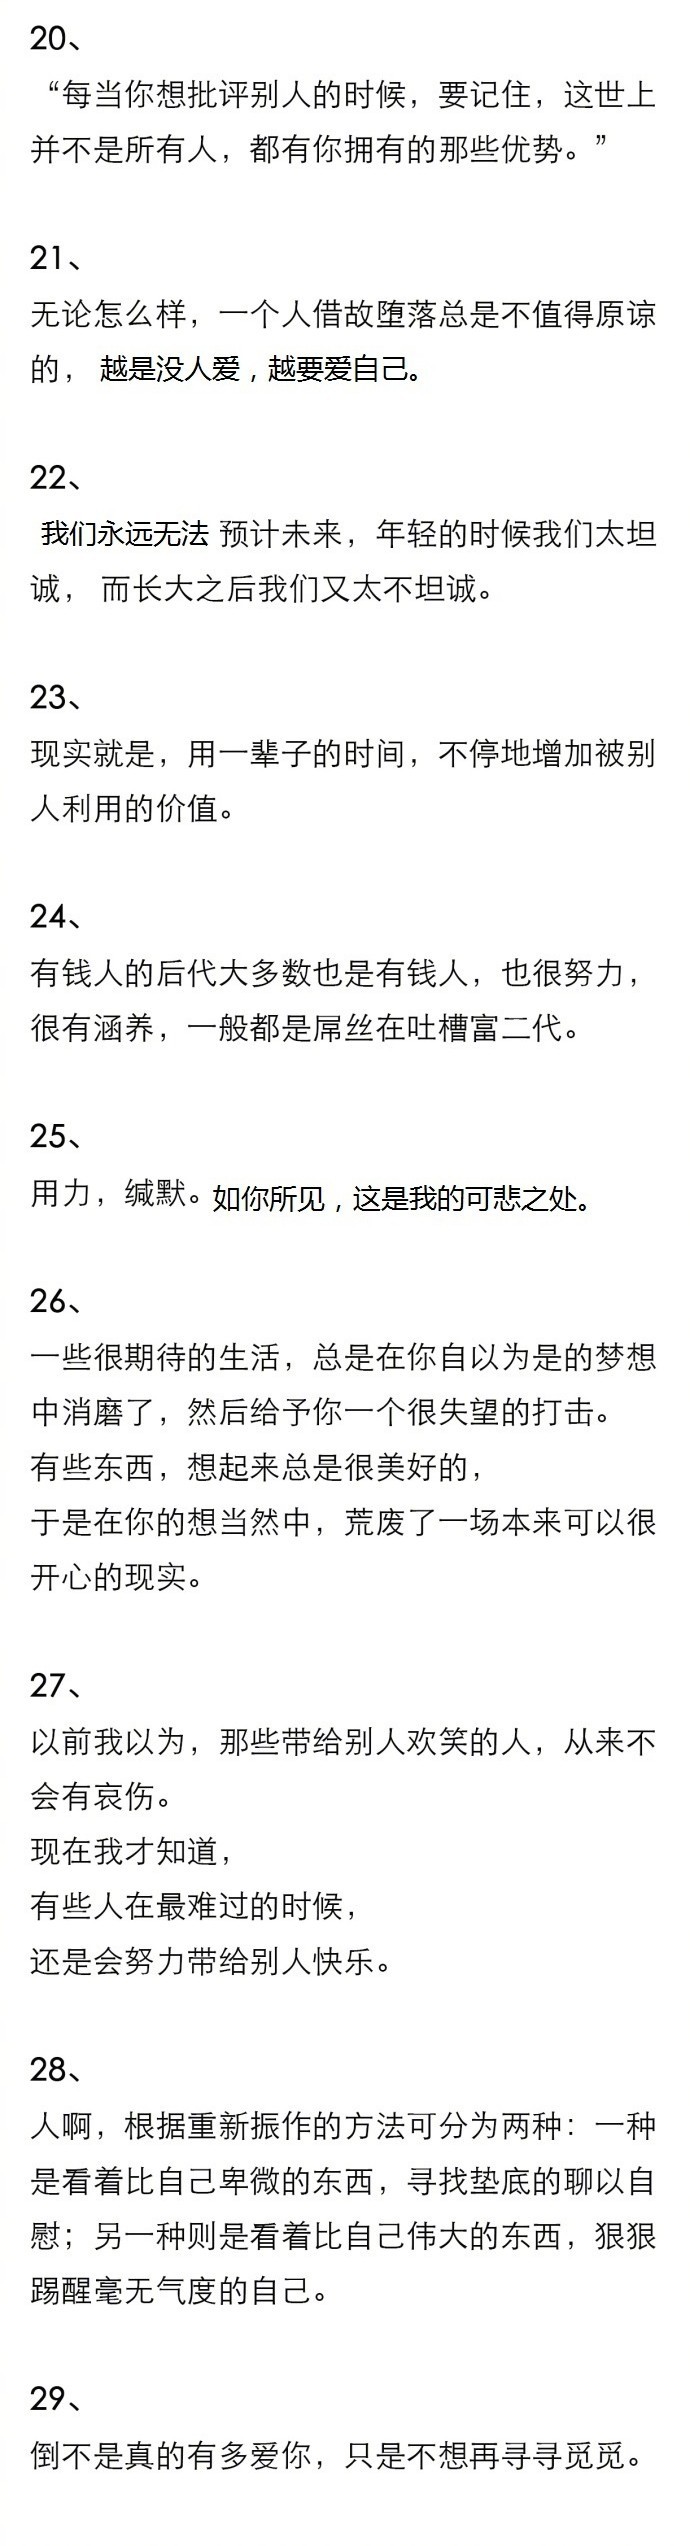 20、
“每当你想批评别人的时候，要记住，这世上
并不是所有人，都有你拥有的那些优势。”
21、
无论怎么样，一个人借故堕落总是不值得原谅
的，越是没人爱，越要爱自己。
22、
我们永远无法 预计未来，年轻的时候我们太坦
诚， 而长大之后我们又太不坦诚。
23、
现实就是，用一辈子的时间，不停地增加被别
人利用的价值。
24、
有钱人的后代大多数也是有钱人，也很努力，
很有涵养，一般都是屌丝在吐槽富二代。
25、
用力，缄默。如你所见，这是我的可悲之处。
26、
一些很期待的生活，总是在你自以为是的梦想
中消磨了，然后给予你一个很失望的打击。
有些东西，想起来总是很美好的，
于是在你的想当然中，荒废了一场本来可以很
开心的现实。
27、
以前我以为，那些带给别人欢笑的人，从来不
会有哀伤。
现在我才知道，
有些人在最难过的时候，
还是会努力带给别人快乐。
28、
人啊，根据重新振作的方法可分为两种：一种
是看着比自己卑微的东西，寻找垫底的聊以自
慰；另一种则是看着比自己伟大的东西，狠狠
踢醒毫无气度的自己。
29、
倒不是真的有多爱你，只是不想再寻寻觅觅。